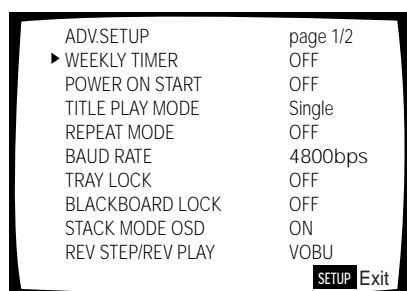 ADV.SETUP page 1/2
WEEKLY TIMER OFF
POWER ON START OFF
TITLE PLAY MODE Single
REPEAT MODE OFF
BAUD RATE 4800bps
TRAY LOCK OFF
BLACKBOARD LOCK OFF
STACK MODE OSD ON
REV STEP/REV PLAY VOBU
SETUP Exit